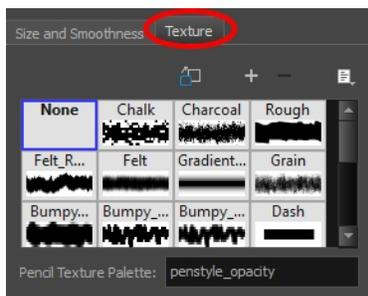 Size and Smoothness Texture
None Chalk Charcoal Rough
Felt_R... Felt Gradient... Grain
Bumpy... Bumpy_... Bumpy_... Dash
Pencil Texture Palette: penstyle_opacity